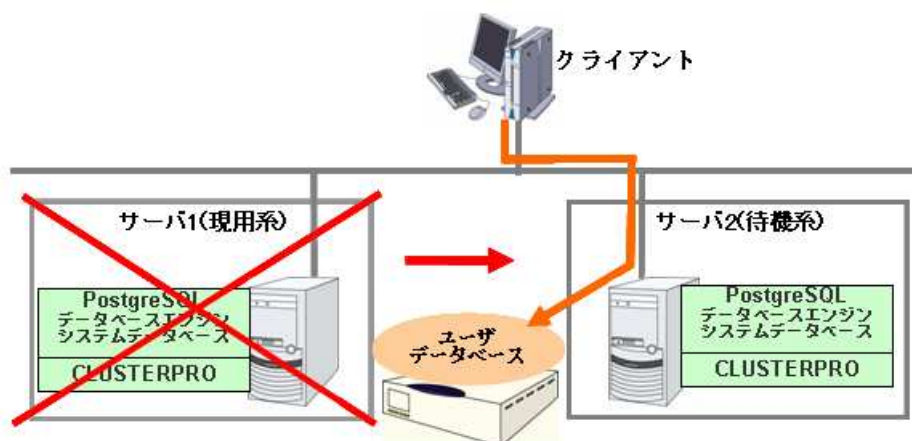 クライアント
サーバ1(現用系)
PostgreSQL
データベースエンジン
システムデータベース
CLUSTERPRO
ユーザ
データベース
サーバ2(待機系)
PostgreSQL
データベースエンジン
システムデータベース
CLUSTERPRO